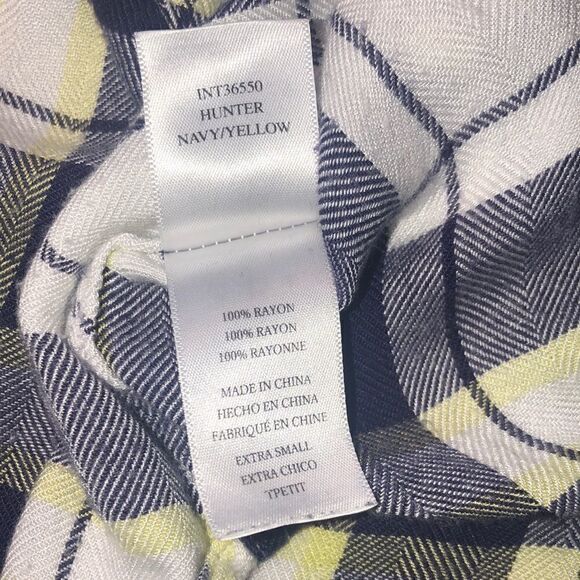 INT36550
HUNTER
NAVY/YELLOW
100% RAYON
100% RAYON
100% RAYONNE
MADE IN CHINA
HECHO EN CHINA
FABRIQUÉ EN CHINE
EXTRA SMALL
EXTRA CHICO
TPETIT